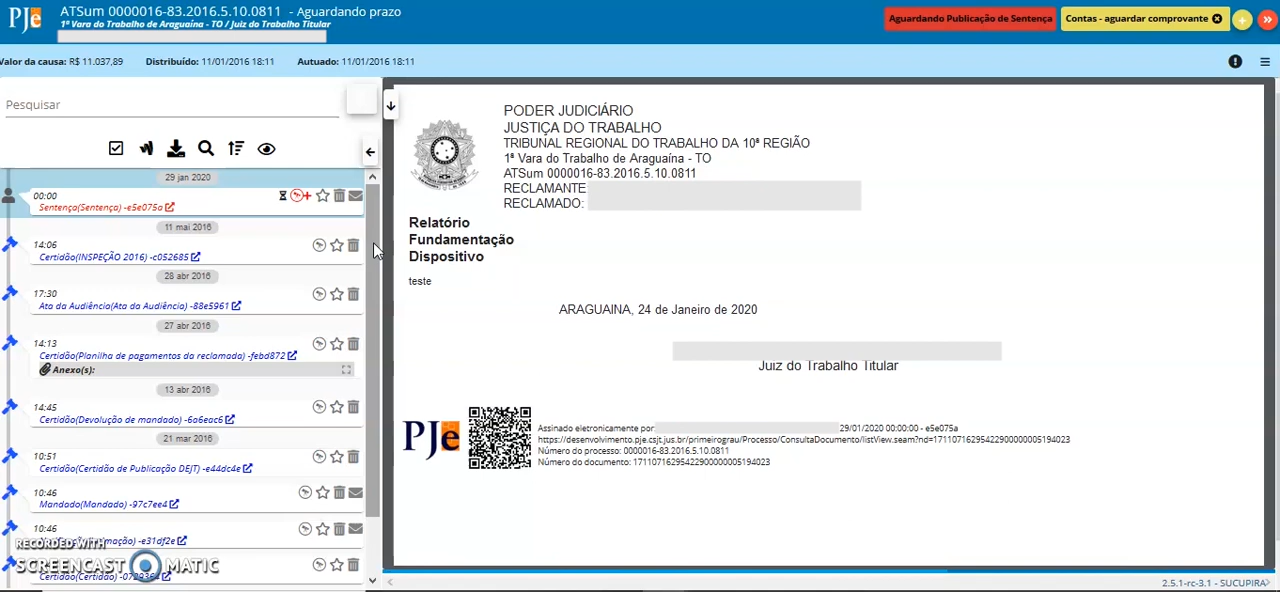 PJe
ATSum 0000016-83.2016.5.10.0811 - Aguardando prazo
1ª Vara do Trabalho de Araguaína - TO / Juiz do Trabalho Titular
Aguardando Publicação de Sentença
Contas - aguardar comprovante
Valor da causa: R$ 11.037,89 Distribuído: 11/01/2016 18:11 Autuado: 11/01/2016 18:11
Pesquisar
29 jan 2020
00:00
Sentença(Sentença) -e5e075a
11 mai 2016
14:06
Certidão(INSPEÇÃO 2016) -c052685
28 abr 2016
17:30
Ata da Audiência(Ata da Audiência) -88e5961
27 abr 2016
14:13
Certidão(Planilha de pagamentos da reclamada) -febd872
Anexo(s):
13 abr 2016
14:45
Certidão(Devolução de mandado) -6a6eac6
21 mar 2016
10:51
Certidão(Certidão de Publicação DEJT) -e44dc4e
10:46
Mandado(Mandado) -97c7ee4
10:46
mação) -e31df2e
RECORDED WITH
SCREENCAST MATIC
Certidão(Certidão)
PODER JUDICIÁRIO
JUSTIÇA DO TRABALHO
TRIBUNAL REGIONAL DO TRABALHO DA 10ª REGIÃO
1ª Vara do Trabalho de Araguaína - TO
ATSum 0000016-83.2016.5.10.0811
RECLAMANTE
RECLAMADO:
Relatório
Fundamentação
Dispositivo
teste
ARAGUAINA, 24 de Janeiro de 2020
Juiz do Trabalho Titular
PJe
Assinado eletronicamente por: 29/01/2020 00:00:00 - e5e075a
https://desenvolvimento.pje.csjt.jus.br/primeirograu/Processo/ConsultaDocumento/listView.seam?nd=17110716295422900000005194023
Número do processo: 0000016-83.2016.5.10.0811
Número do documento: 17110716295422900000005194023
2.5.1-rc-3.1 - SUCUPIRA